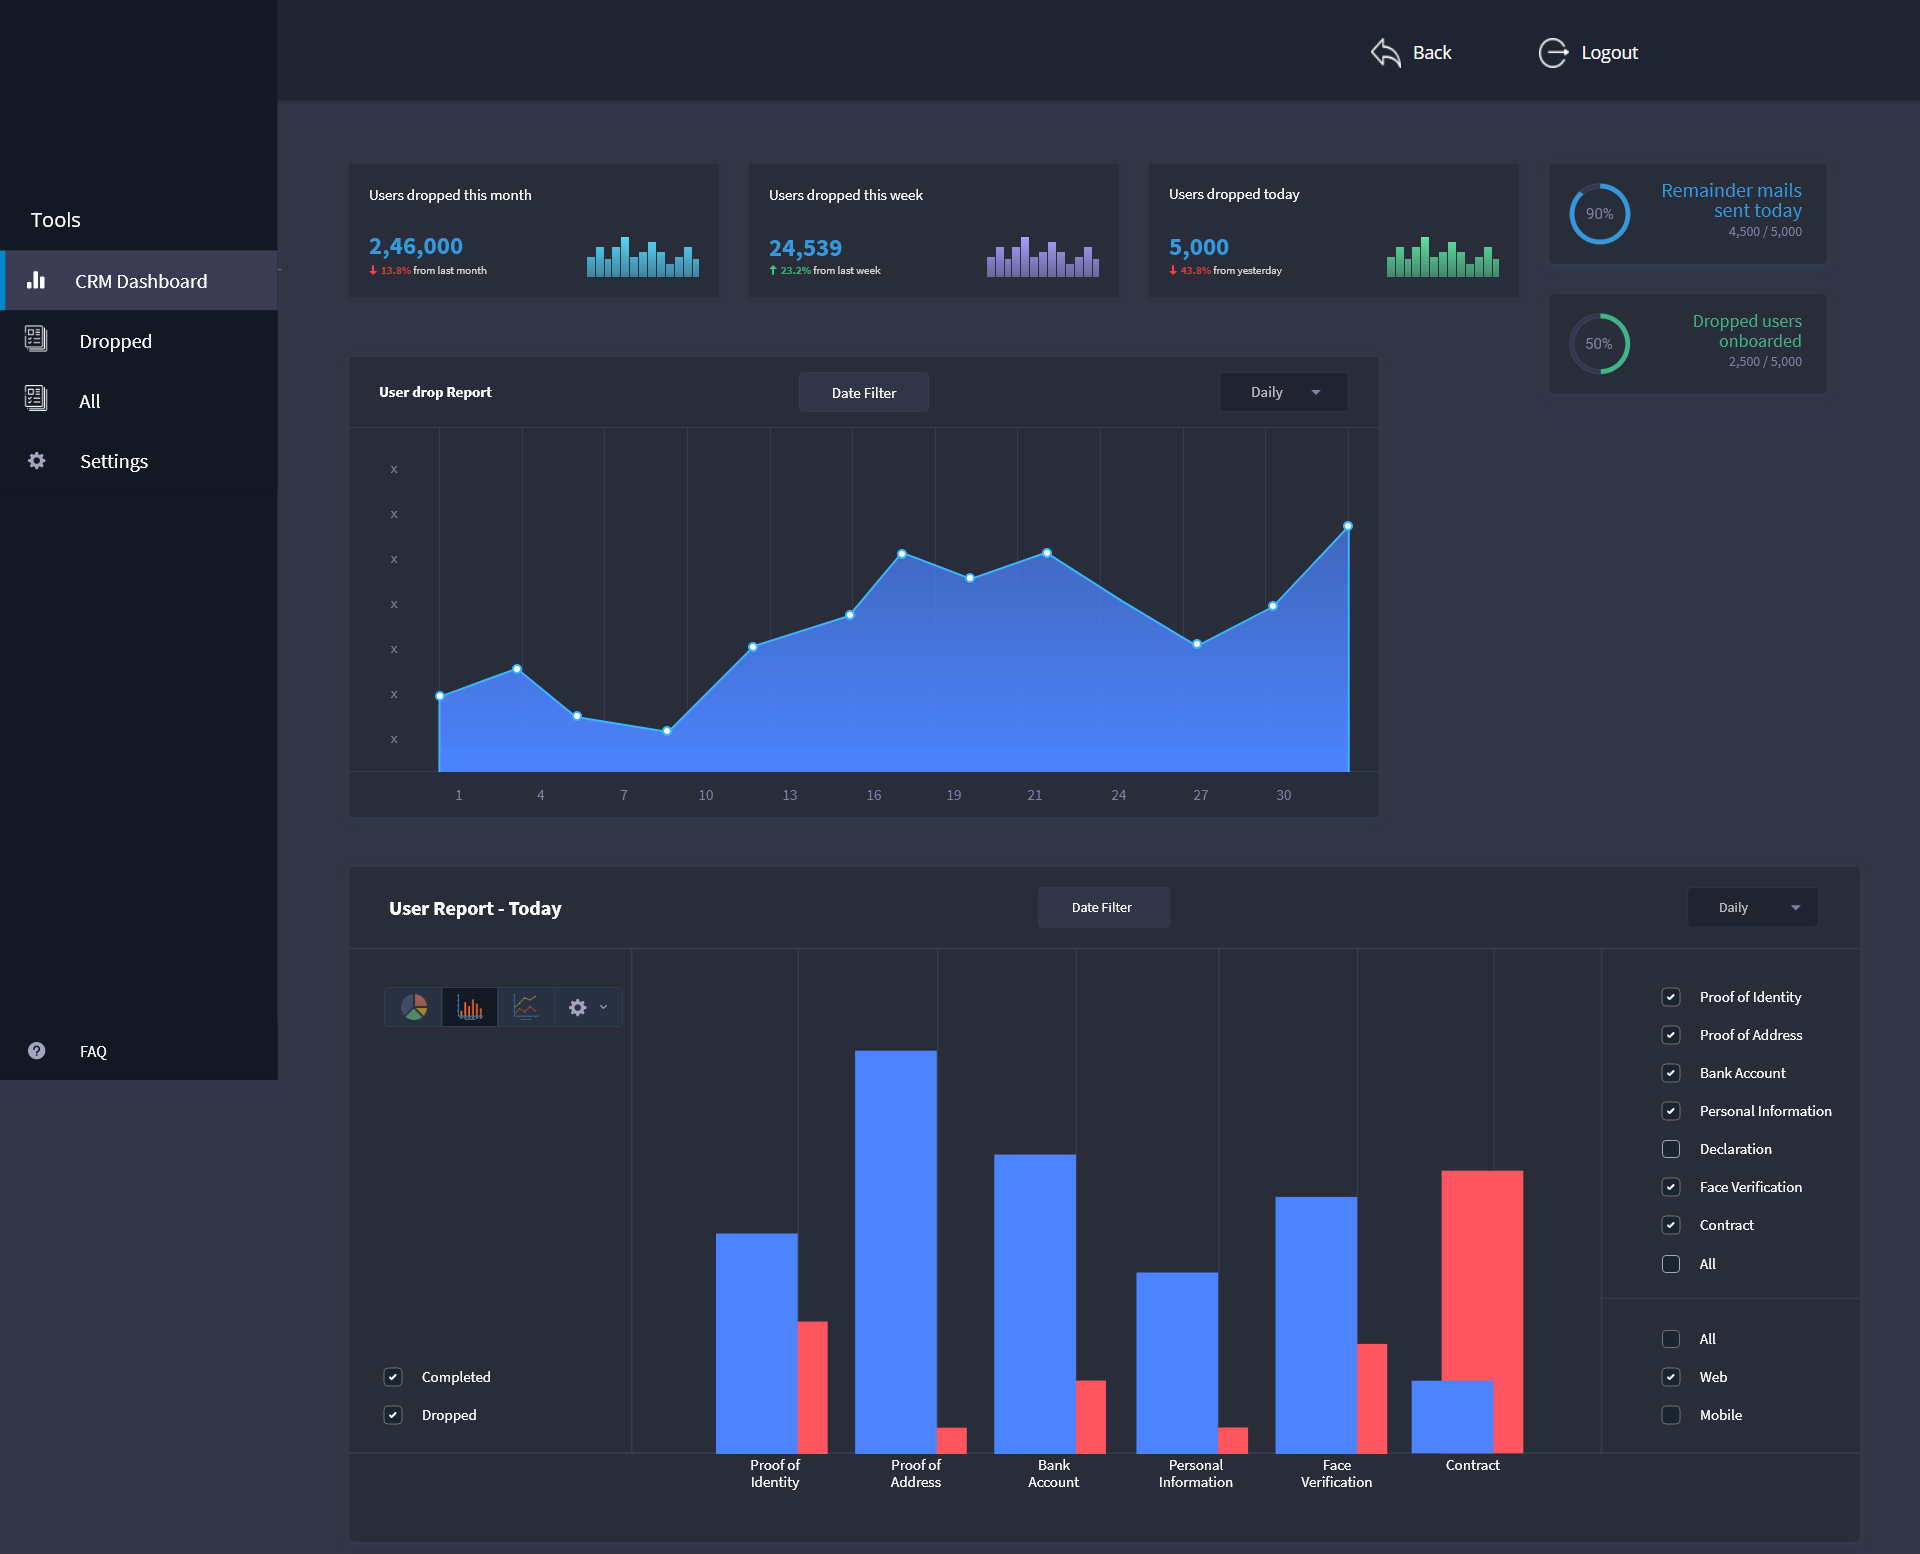 Back
Logout
Tools
CRM Dashboard
Dropped
All
Settings
FAQ
Users dropped this month
2,46,000
13.8% from last month
Users dropped this week
24,539
23.2% from last week
Users dropped today
5,000
43.8% from yesterday
90%
Remainder mails
sent today
4,500 / 5,000
50%
Dropped users
onboarded
2,500 / 5,000
User drop Report
Date Filter
Daily
x
x
x
x
x
x
x
1 4 7 10 13 16 19 21 24 27 30
User Report - Today
Date Filter
Daily
Completed
Dropped
Proof of
Identity
Proof of
Address
Bank
Account
Personal
Information
Face
Verification
Contract
Proof of Identity
Proof of Address
Bank Account
Personal Information
Declaration
Face Verification
Contract
All
All
Web
Mobile